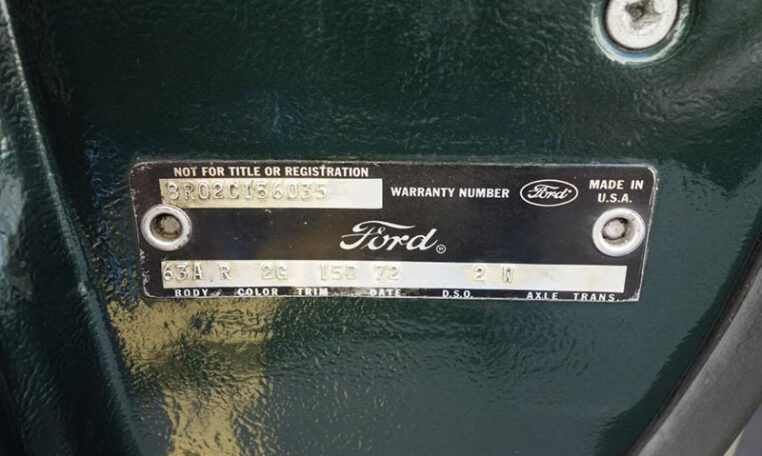 NOT FOR TITLE OR REGISTRATION
8R02C156035 WARRANTY NUMBER Ford MADE IN U.S.A.
Ford ®
63A R 2G 15D 72 2 W
BODY COLOR TRIM DATE D.S.O. AXLE TRANS